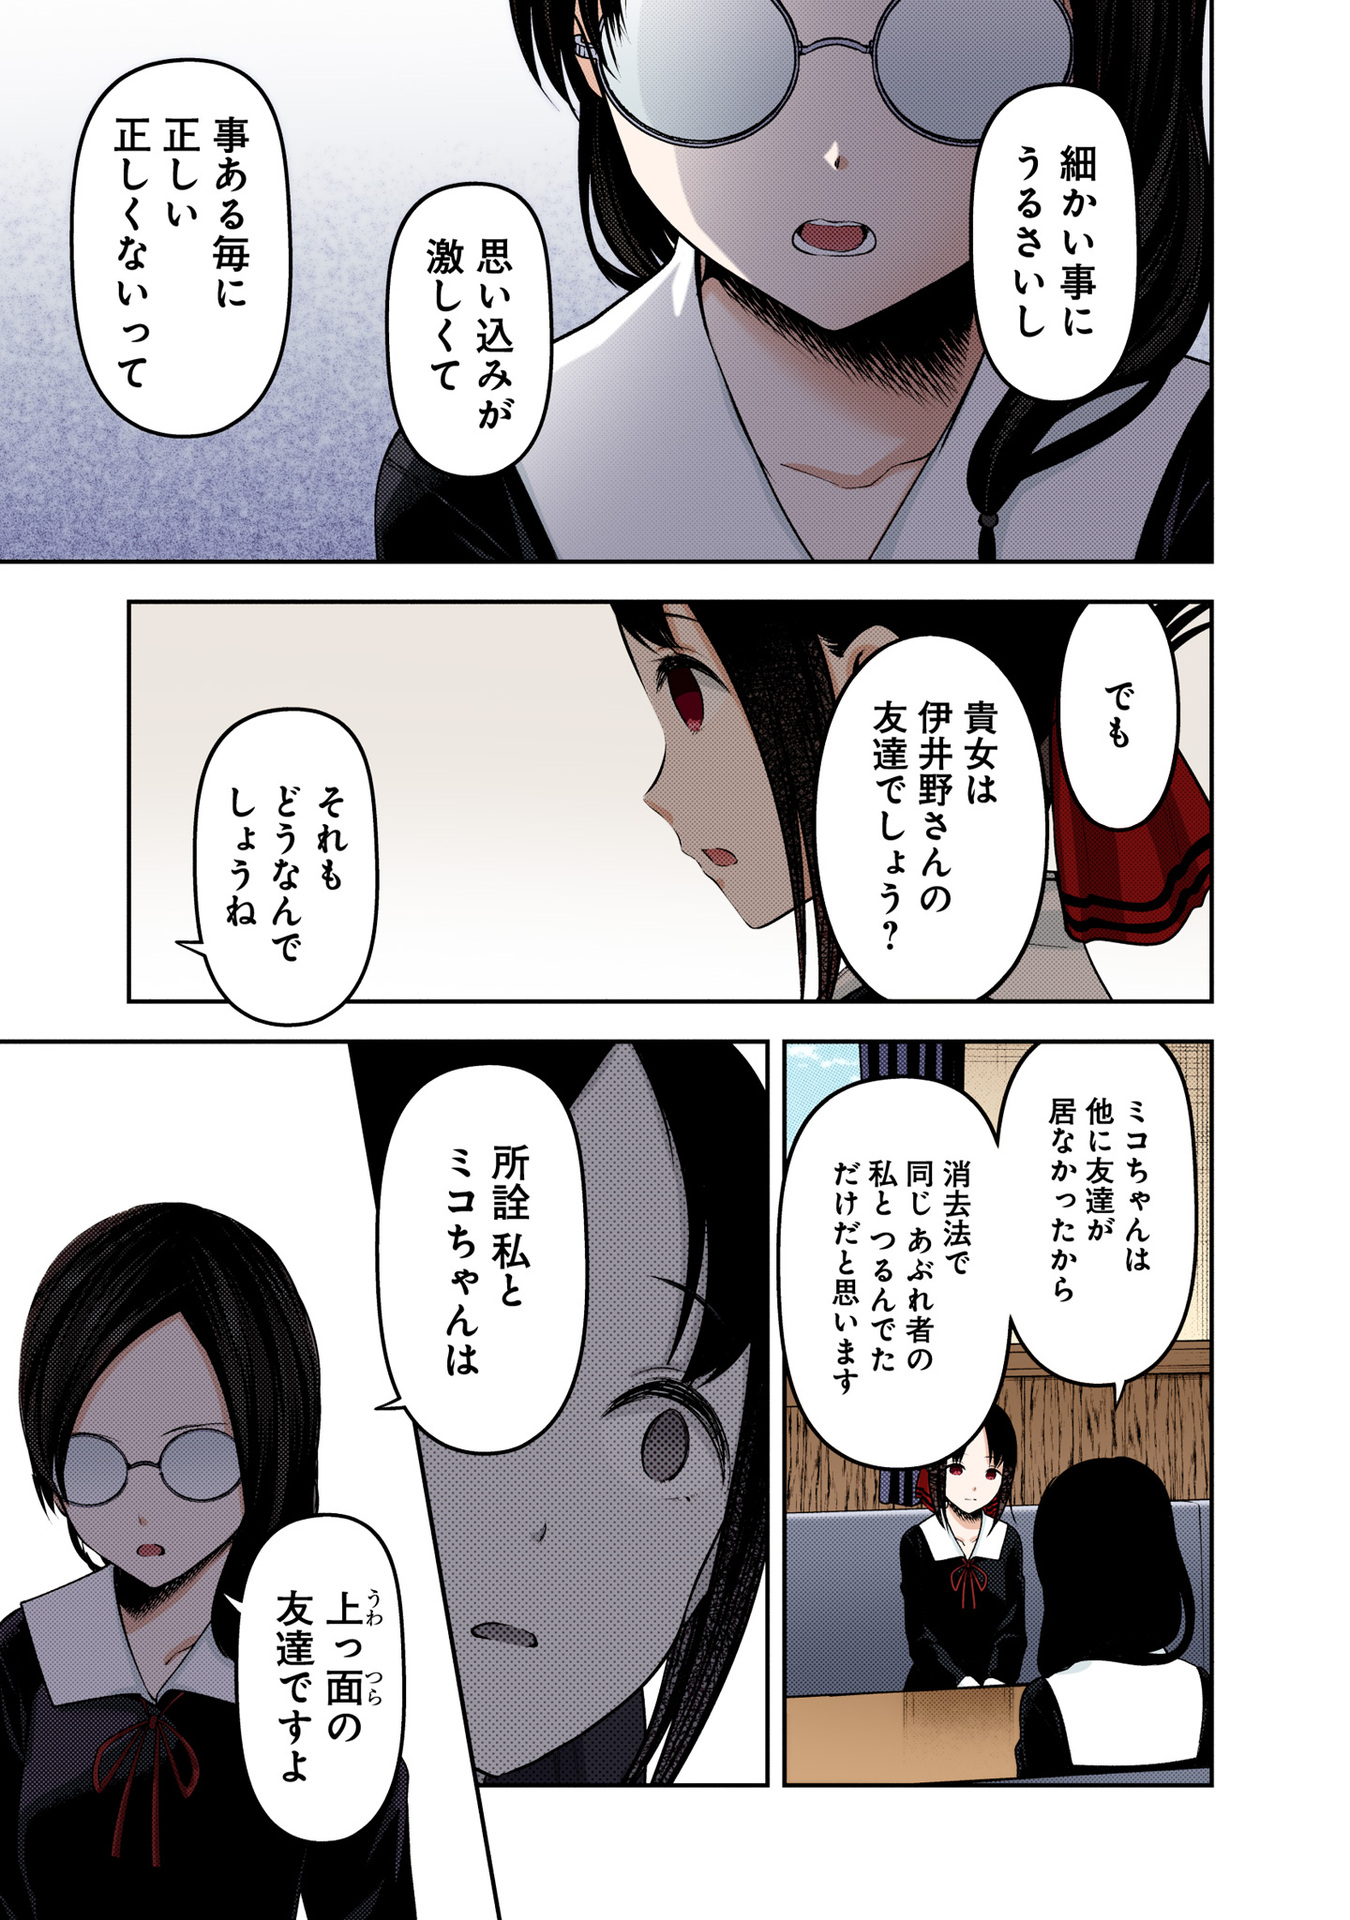 細かい事に
うるさいし
思い込みが
激しくて
事ある毎に
正しい
正しくないって
でも
貴女は
伊井野さんの
友達でしょう?
それも
どうなんで
しょうね
ミコちゃんは
他に友達が
居なかったから
消去法で
同じあぶれ者の
私とつるんでた
だけだと思います
所詮私と
ミコちゃんは
上っ面の
うわ つら
友達ですよ